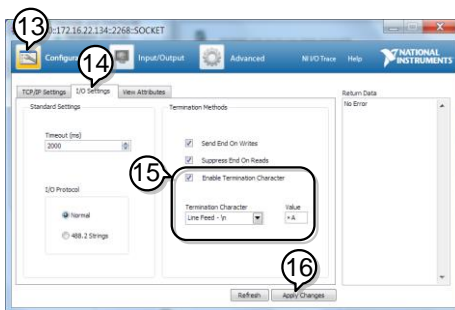 13
0::172.16.22.134::2268::SOCKET
Configura
14
Input/Output
Advanced
NI I/O Trace
Help
NATIONAL INSTRUMENTS
TCP/IP Settings
I/O Settings
View Attributes
Return Data
Standard Settings
Termination Methods
No Error
Timeout (ms)
2000
Send End On Writes
Suppress End On Reads
15
Enable Termination Character
I/O Protocol
Termination Character
Value
Normal
Line Feed - \n
xA
488.2 Strings
16
Refresh
Apply Changes